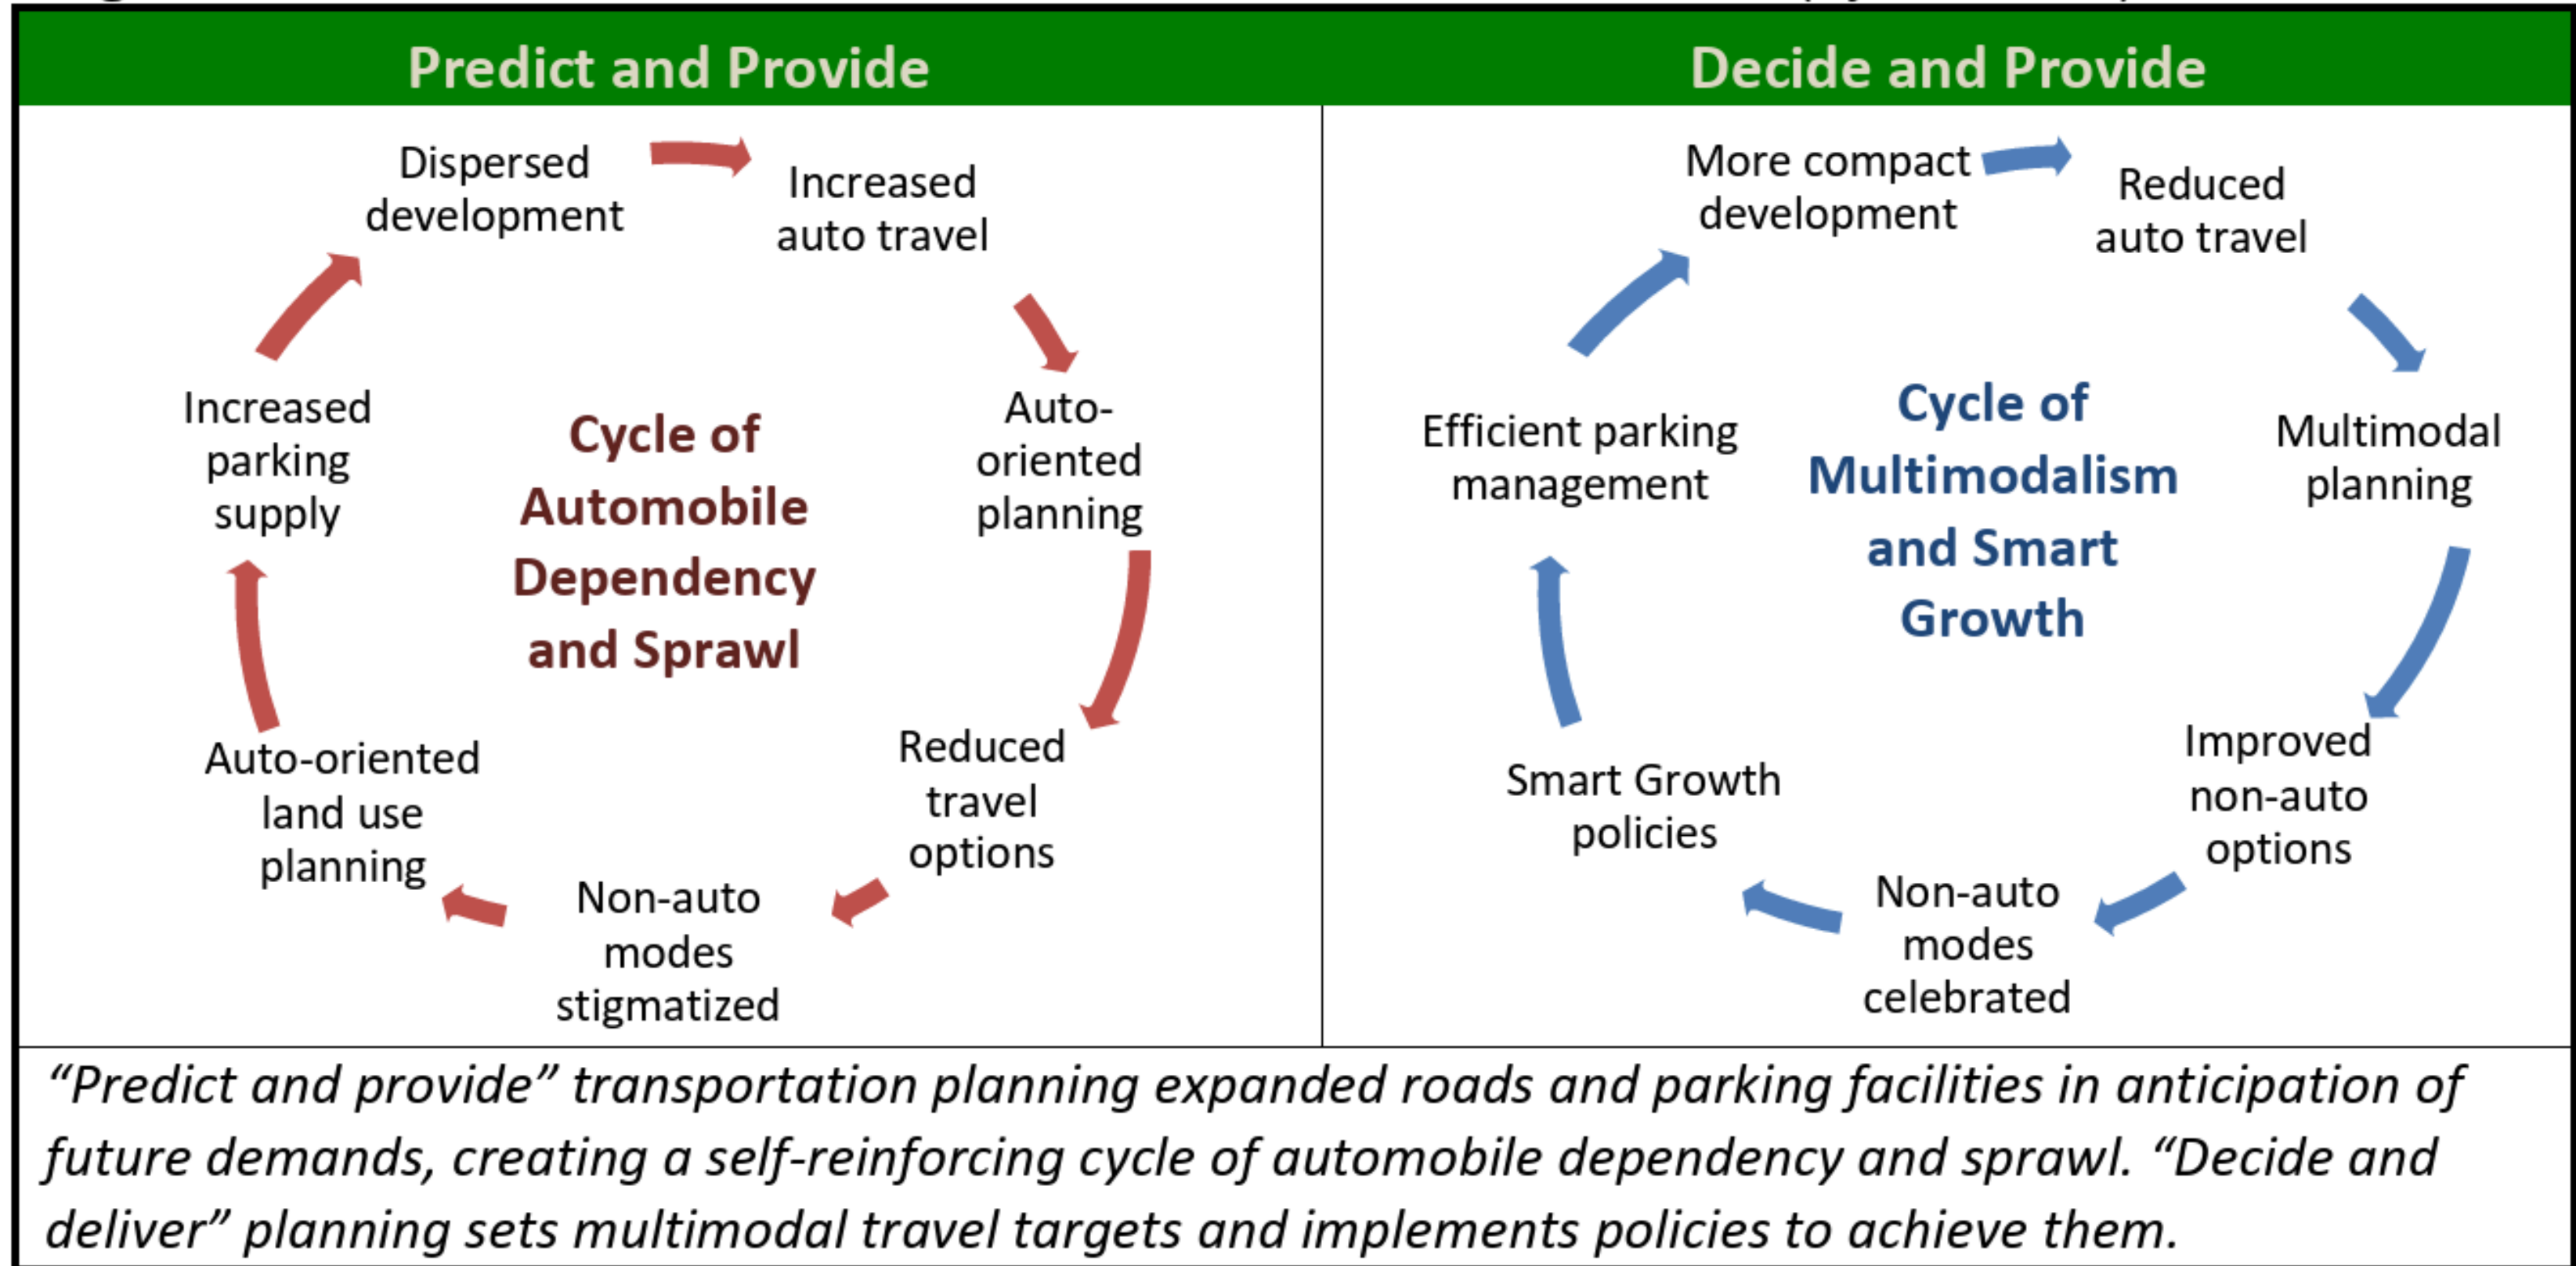 Predict and Provide
Decide and Provide
Dispersed
development
Increased
auto travel
Auto-
oriented
planning
Reduced
travel
options
Non-auto
modes
stigmatized
Auto-oriented
land use
planning
Increased
parking
supply
Cycle of
Automobile
Dependency
and Sprawl
More compact
development
Reduced
auto travel
Multimodal
planning
Improved
non-auto
options
Non-auto
modes
celebrated
Smart Growth
policies
Efficient parking
management
Cycle of
Multimodalism
and Smart
Growth
“Predict and provide” transportation planning expanded roads and parking facilities in anticipation of
future demands, creating a self-reinforcing cycle of automobile dependency and sprawl. “Decide and
deliver” planning sets multimodal travel targets and implements policies to achieve them.